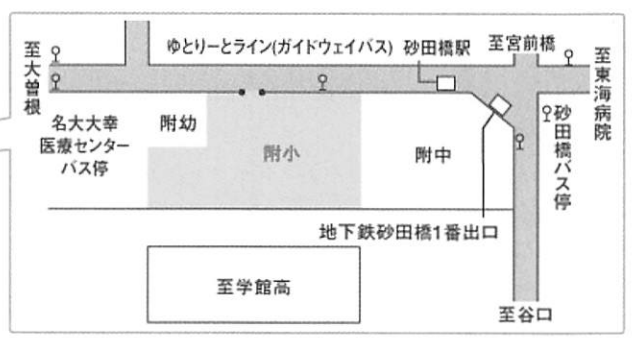 至大曽根
ゆとりーとライン(ガイドウェイバス)
砂田橋駅
至宮前橋
至東海病院
名大大幸
医療センター
バス停
附幼
附小
附中
砂田橋バス停
地下鉄砂田橋1番出口
至学館高
至谷口